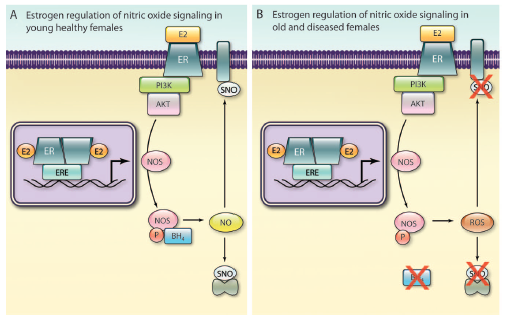 A Estrogen regulation of nitric oxide signaling in
young healthy females
E2
ER
PI3K
AKT
SNO
E2
ER
E2
ERE
NOS
NOS
P
BH4
NO
SNO
B Estrogen regulation of nitric oxide signaling in
old and diseased females
E2
ER
PI3K
AKT
SNO
E2
ER
E2
ERE
NOS
NOS
P
ROS
SNO